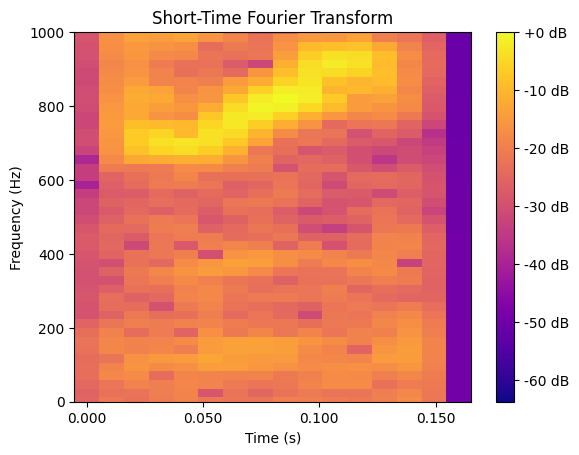 Short-Time Fourier Transform
1000
800
600
400
200
0
Frequency (Hz)
0.000
0.050
0.100
0.150
Time (s)
+0 dB
-10 dB
-20 dB
-30 dB
-40 dB
-50 dB
-60 dB